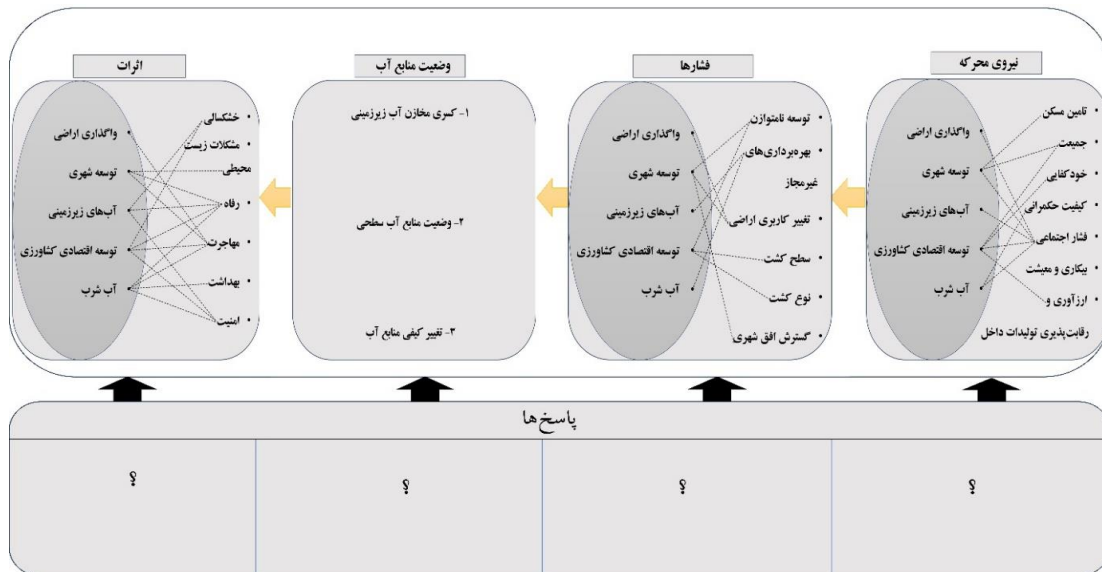 نیروی محرکه
تامین مسکن
جمیعت
خودکفایی
کیفیت حکمرانی
فشار اجتماعی
بیکاری و معیشت
ارزآوری و
رقابت‌پذیری تولیدات داخل
واگذاری اراضی
توسعه شهری
آب‌های زیرزمینی
توسعه اقتصادی کشاورزی
آب شرب
فشارها
توسعه نامتوازن
بهره‌برداری‌های
غیرمجاز
تغییر کاربری اراضی
سطح کشت
نوع کشت
گسترش افق شهری
واگذاری اراضی
توسعه شهری
آب‌های زیرزمینی
توسعه اقتصادی کشاورزی
آب شرب
وضعیت منابع آب
۱- کسری مخازن آب زیرزمینی
۲- وضعیت منابع آب سطحی
۳- تغییر کیفی منابع آب
اثرات
خشکسالی
مشکلات زیست
محیطی
رفاه
مهاجرت
بهداشت
امنیت
واگذاری اراضی
توسعه شهری
آب‌های زیرزمینی
توسعه اقتصادی کشاورزی
آب شرب
پاسخ‌ها
؟
؟
؟
؟